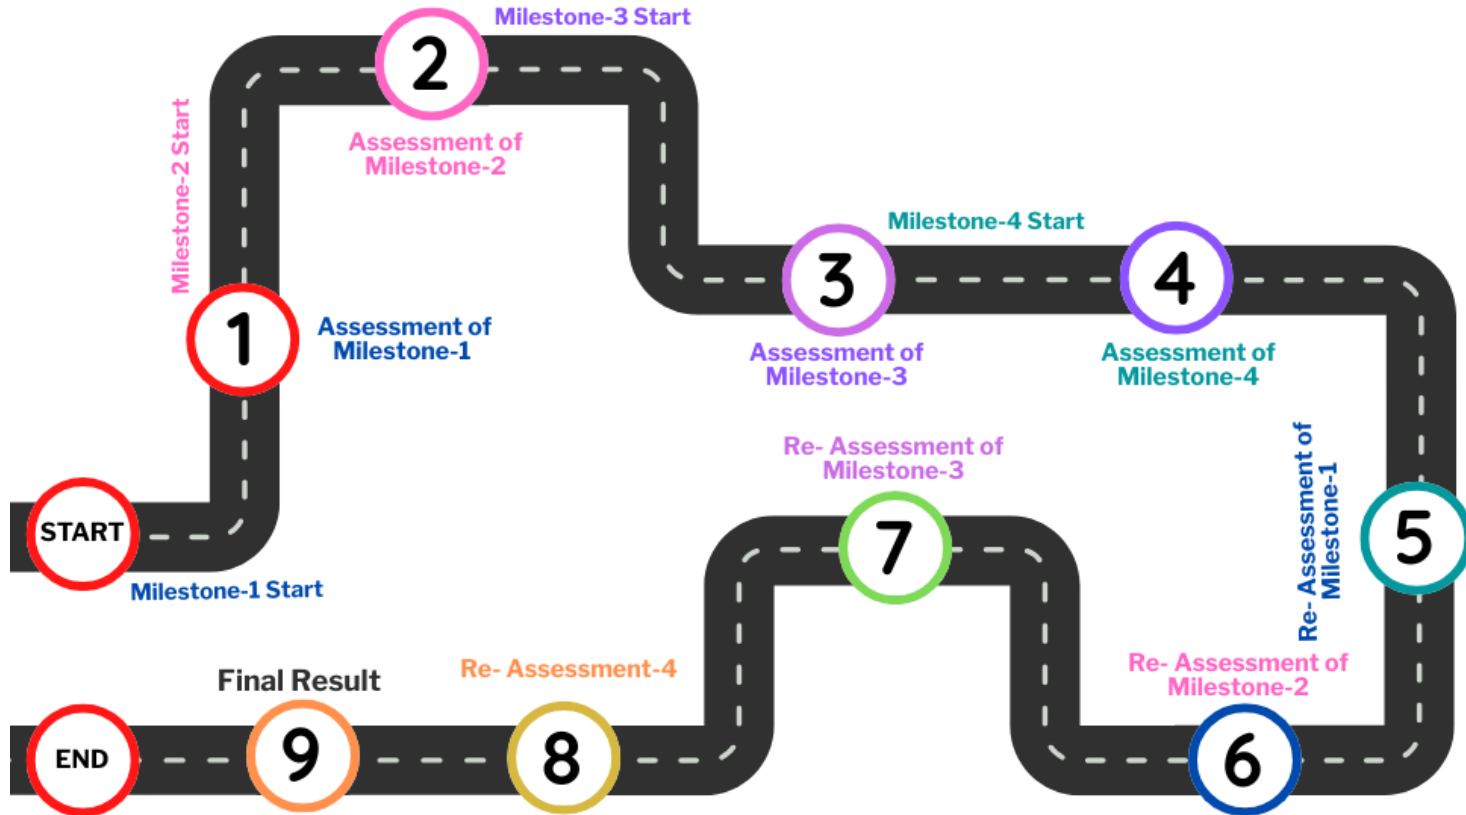 START
Milestone-1 Start
1
Assessment of
Milestone-1
Milestone-2 Start
2
Assessment of
Milestone-2
Milestone-3 Start
3
Assessment of
Milestone-3
Milestone-4 Start
4
Assessment of
Milestone-4
5
Re- Assessment of
Milestone-1
Re- Assessment of
Milestone-2
6
Re- Assessment of
Milestone-3
7
Re- Assessment-4
8
Final Result
9
END